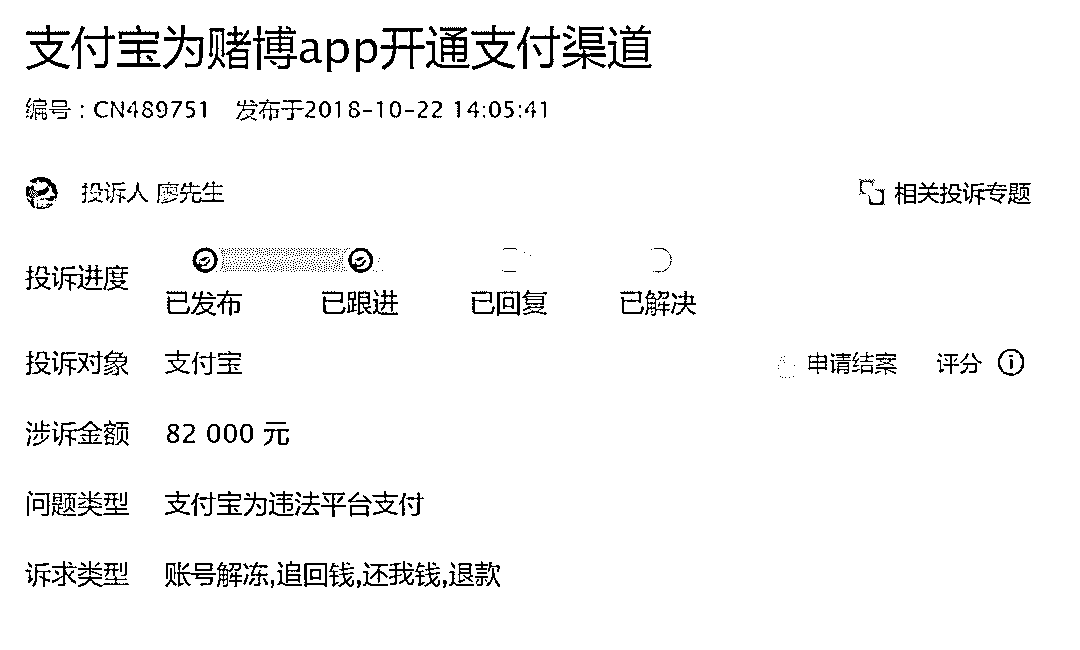 支付宝为赌博app开通支付渠道
编号：CN489751 发布于2018-10-22 14:05:41
投诉人 廖先生 相关投诉专题
投诉进度
已发布 已跟进 已回复 已解决
投诉对象 支付宝 申请结案 评分
涉诉金额 82 000 元
问题类型 支付宝为违法平台支付
诉求类型 账号解冻,追回钱,还我钱,退款